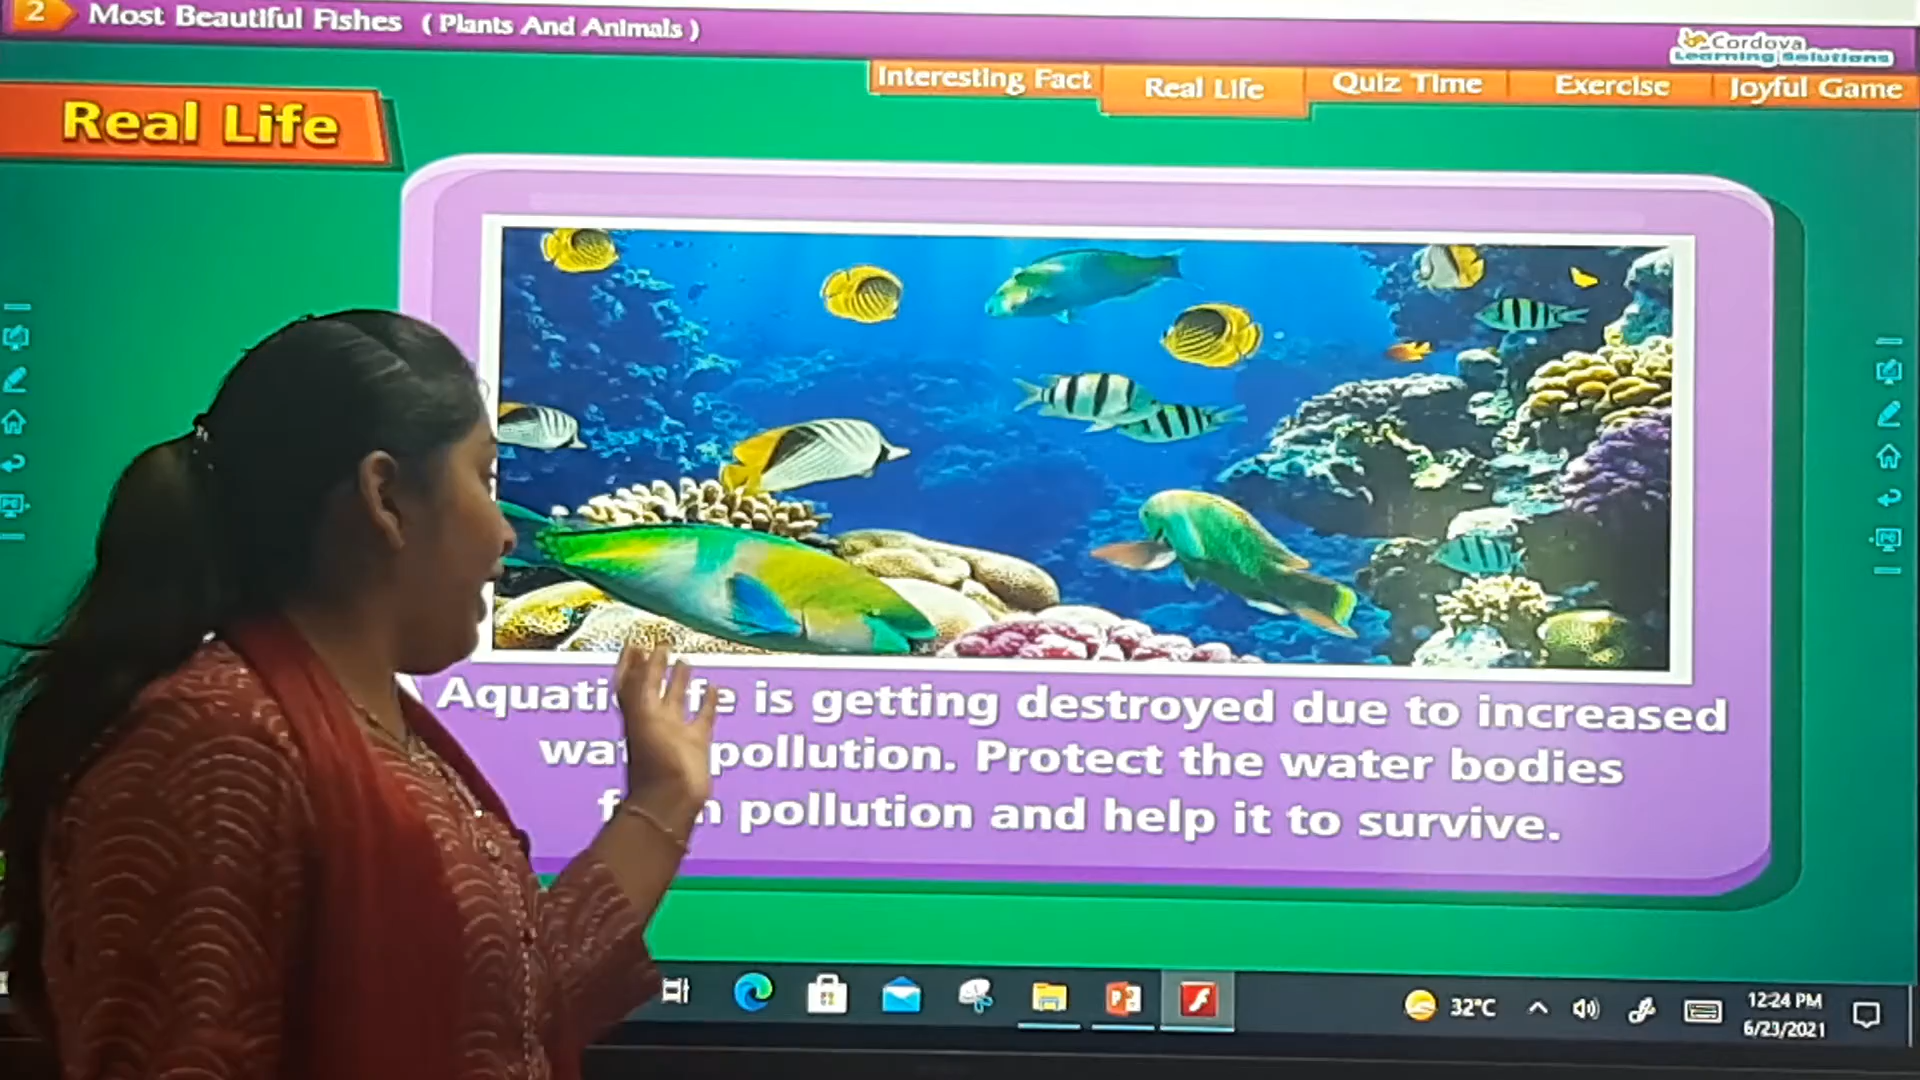 2 Most Beautiful Fishes ( Plants And Animals )
Cordova
Learning Solutions
Interesting Fact Real Life Quiz Time Exercise Joyful Game
Real Life
Aquati fe is getting destroyed due to increased
wat pollution. Protect the water bodies
f m pollution and help it to survive.
32°C
12:24 PM
6/23/2021